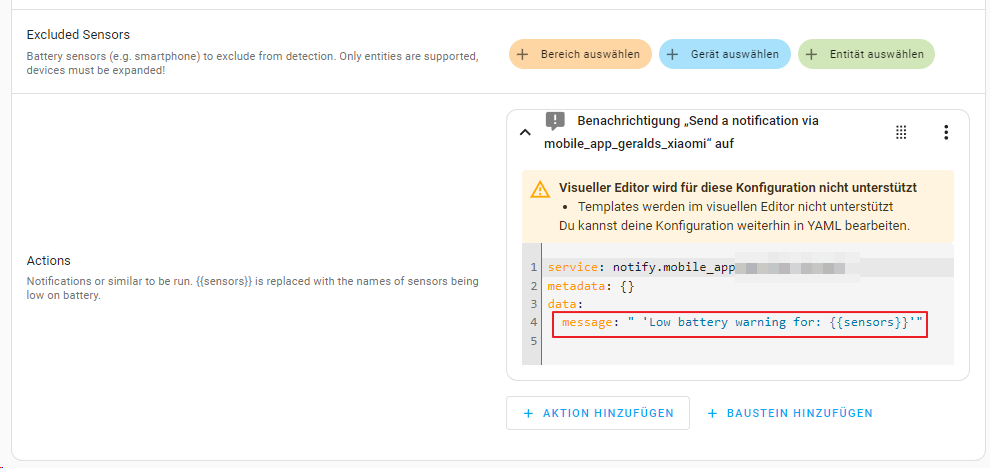 Excluded Sensors
Battery sensors (e.g. smartphone) to exclude from detection. Only entities are supported,
devices must be expanded!
+ Bereich auswählen
+ Gerät auswählen
+ Entität auswählen
Actions
Notifications or similar to be run. {{sensors}} is replaced with the names of sensors being
low on battery.
Benachrichtigung „Send a notification via
mobile_app_geralds_xiaomi“ auf
Visueller Editor wird für diese Konfiguration nicht unterstützt
• Templates werden im visuellen Editor nicht unterstützt
Du kannst deine Konfiguration weiterhin in YAML bearbeiten.
1 service: notify.mobile_app
2 metadata: {}
3 data:
4 message: " 'Low battery warning for: {{sensors}}'"
5
+ AKTION HINZUFÜGEN
+ BAUSTEIN HINZUFÜGEN